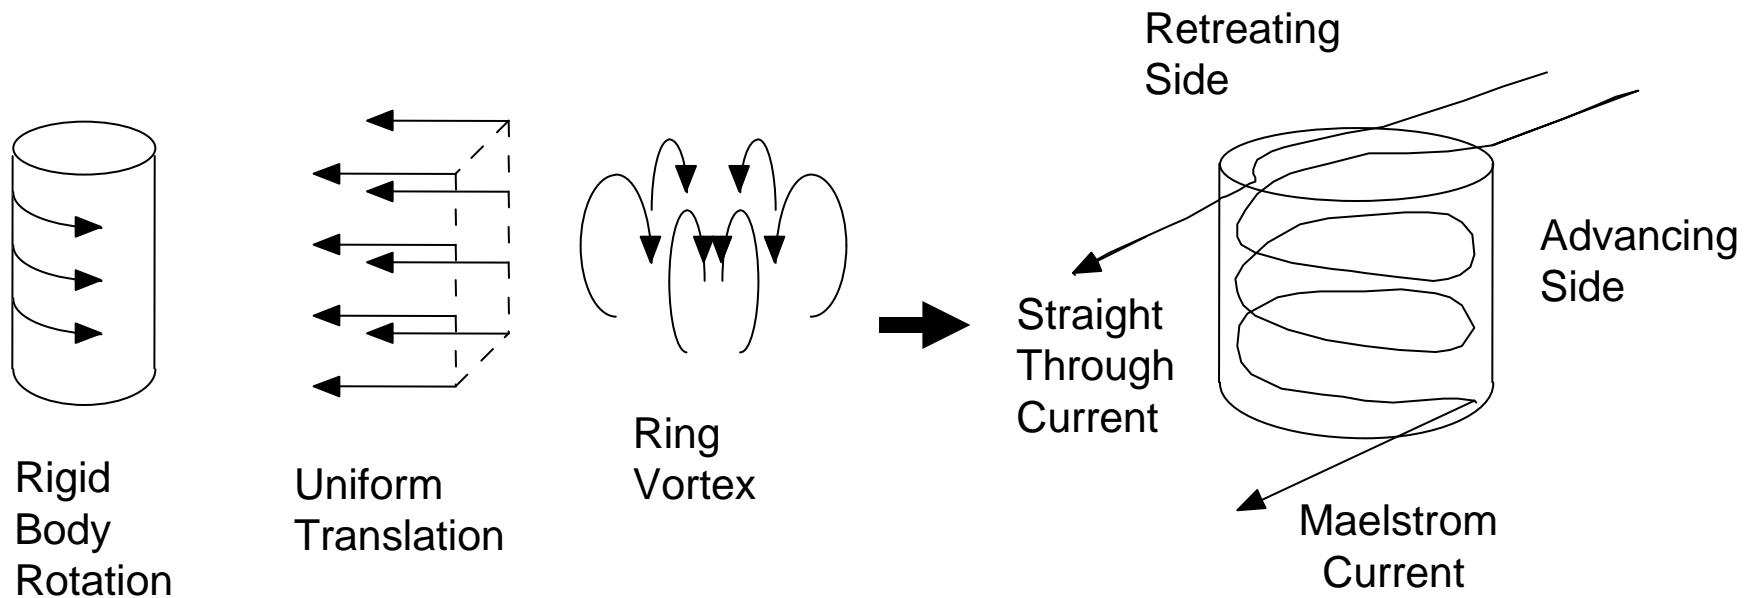 Retreating
Side
Advancing
Side
Straight
Through
Current
Ring
Vortex
Rigid
Body
Rotation
Uniform
Translation
Maelstrom
Current